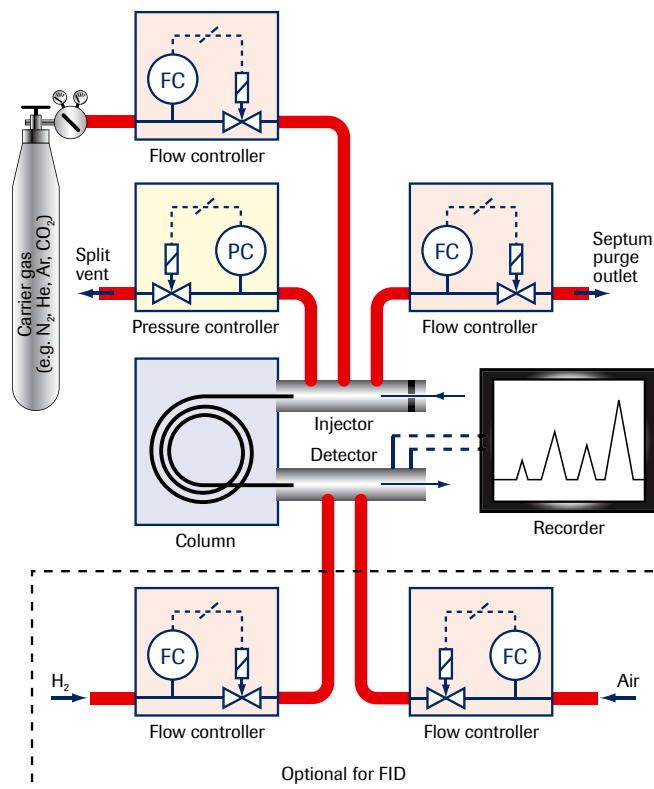 FC
Flow controller
Carrier gas
(e.g. N₂, He, Ar, CO₂)
Split
vent
PC
Pressure controller
FC
Flow controller
Septum
purge
outlet
Injector
Detector
Column
Recorder
H₂
FC
Flow controller
FC
Flow controller
Air
Optional for FID